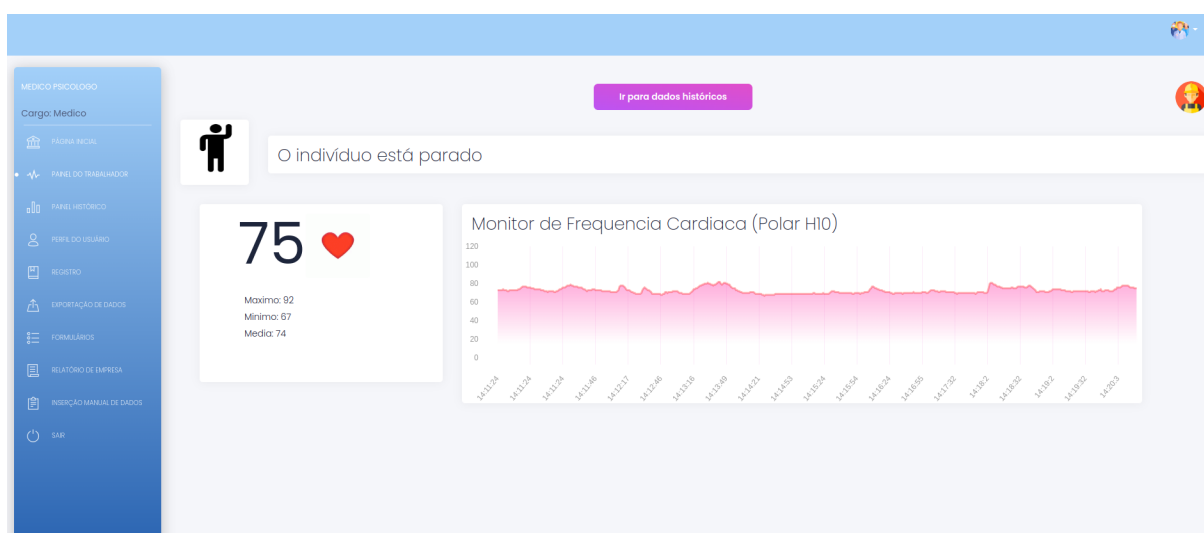 MEDICO PSICOLOGO
Cargo: Medico
PÁGINA INICIAL
PAINEL DO TRABALHADOR
PAINEL HISTÓRICO
PERFIL DO USUÁRIO
REGISTRO
EXPORTAÇÃO DE DADOS
FORMULÁRIOS
RELATÓRIO DE EMPRESA
INSERÇÃO MANUAL DE DADOS
SAIR
Ir para dados históricos
O indivíduo está parado
75
Maximo: 92
Minimo: 67
Media: 74
Monitor de Frequencia Cardiaca (Polar H10)
120
100
80
60
40
20
0
14:11:24
14:11:24
14:11:24
14:11:46
14:12:17
14:12:46
14:13:16
14:13:49
14:14:21
14:14:53
14:15:24
14:15:54
14:16:24
14:16:55
14:17:32
14:18:2
14:18:32
14:19:2
14:19:32
14:20:3